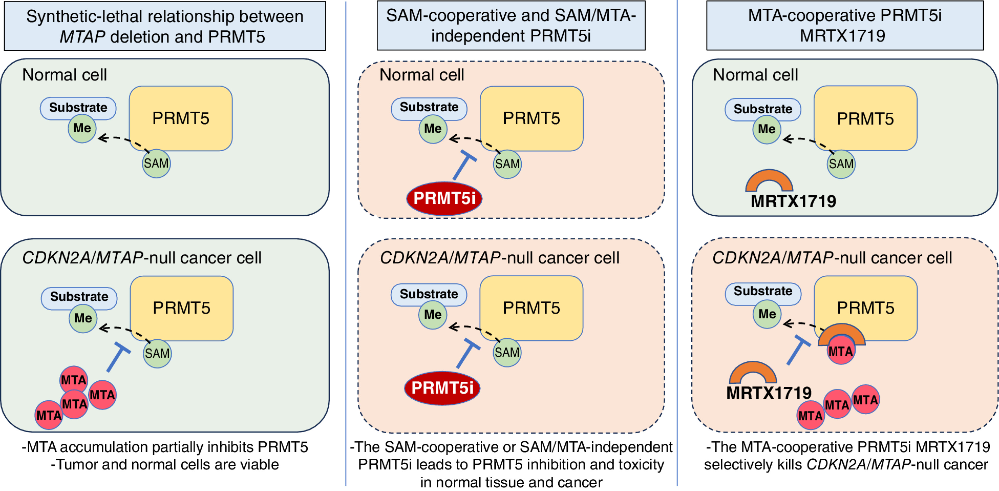 Synthetic-lethal relationship between
MTAP deletion and PRMT5
Normal cell
Substrate
Me
PRMT5
SAM
CDKN2A/MTAP-null cancer cell
Substrate
Me
PRMT5
SAM
MTA
MTA
MTA
MTA
-MTA accumulation partially inhibits PRMT5
-Tumor and normal cells are viable
SAM-cooperative and SAM/MTA-
independent PRMT5i
Normal cell
Substrate
Me
PRMT5
SAM
PRMT5i
CDKN2A/MTAP-null cancer cell
Substrate
Me
PRMT5
SAM
PRMT5i
-The SAM-cooperative or SAM/MTA-independent
PRMT5i leads to PRMT5 inhibition and toxicity
in normal tissue and cancer
MTA-cooperative PRMT5i
MRTX1719
Normal cell
Substrate
Me
PRMT5
SAM
MRTX1719
CDKN2A/MTAP-null cancer cell
Substrate
Me
PRMT5
MTA
MRTX1719
MTA
MTA
MTA
-The MTA-cooperative PRMT5i MRTX1719
selectively kills CDKN2A/MTAP-null cancer